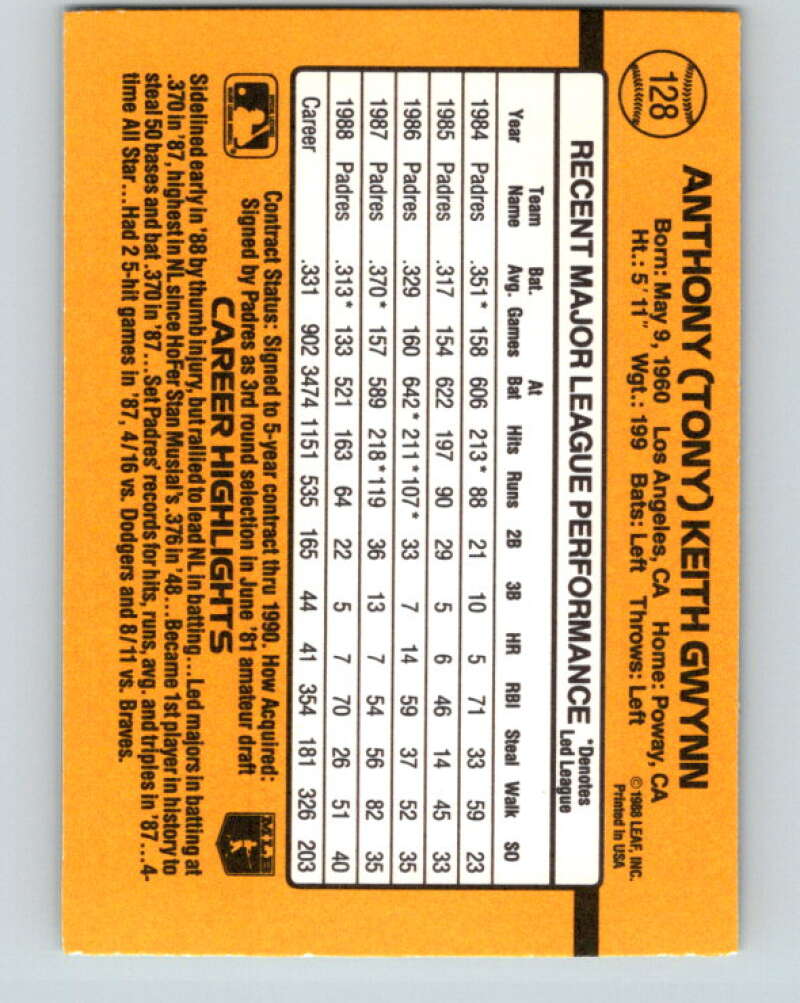 128
ANTHONY (TONY) KEITH GWYNN
Born: May 9, 1960 Los Angeles, CA Home: Poway, CA
Ht.: 5'11" Wgt.: 199 Bats: Left Throws: Left
©1988 LEAF, INC.
Printed in USA
RECENT MAJOR LEAGUE PERFORMANCE *Denotes Led League
Year Team Name Bat. Avg. Games At Bat Hits Runs 2B 3B HR RBI Steal Walk SO
1984 Padres .351* 158 606 213* 88 21 10 5 71 33 59 23
1985 Padres .317 154 622 197 90 29 5 6 46 14 45 33
1986 Padres .329 160 642* 211* 107* 33 7 14 59 37 52 35
1987 Padres .370* 157 589 218* 119 36 13 7 54 56 82 35
1988 Padres .313* 133 521 163 64 22 5 7 70 26 51 40
Career .331 902 3474 1151 535 165 44 41 354 181 326 203
Contract Status: Signed to 5-year contract thru 1990. How Acquired:
Signed by Padres as 3rd round selection in June '81 amateur draft
MLB
CAREER HIGHLIGHTS
Sidelined early in '88 by thumb injury, but rallied to lead NL in batting...Led majors in batting at
.370 in '87, highest in NL since HoFer Stan Musial's .376 in '48...Became 1st player in history to
steal 50 bases and bat .370 in '87...Set Padres' records for hits, runs, avg. and triples in '87...4-
time All Star...Had 2 5-hit games in '87, 4/16 vs. Dodgers and 8/11 vs. Braves.